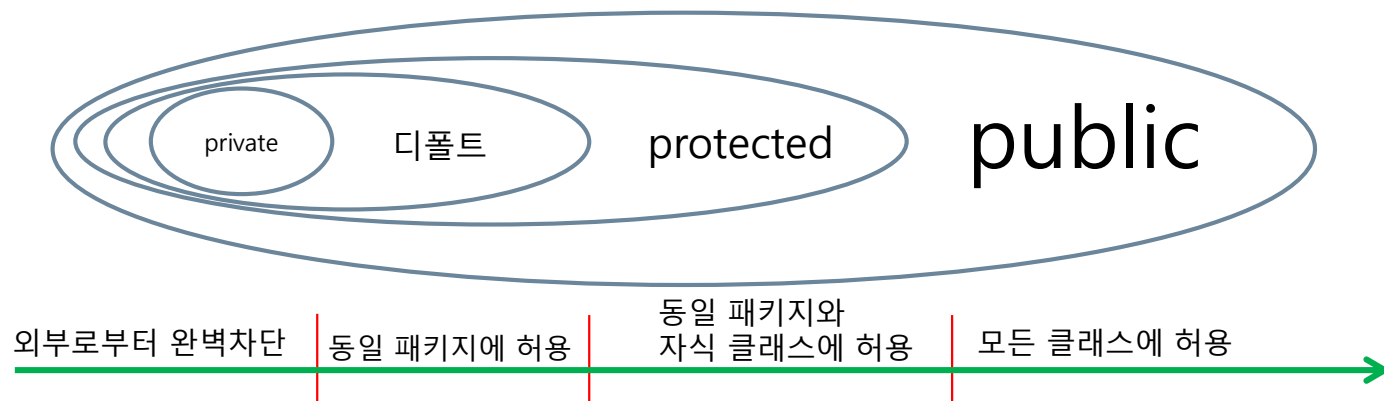 private
디폴트
protected
public
외부로부터 완벽차단
동일 패키지에 허용
동일 패키지와
자식 클래스에 허용
모든 클래스에 허용